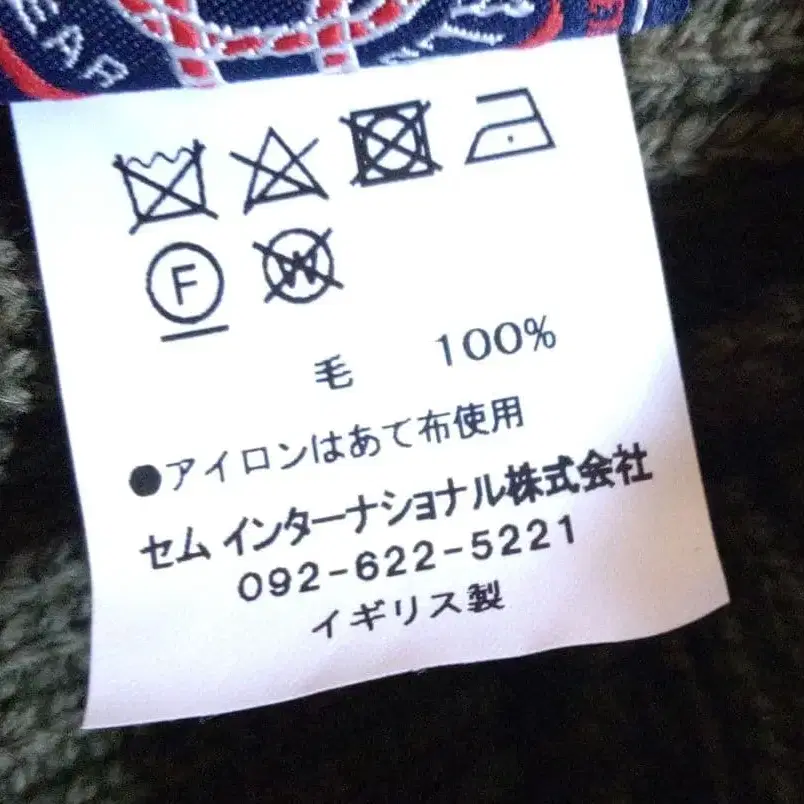 EAR
F
W
毛 100%
●アイロンはあて布使用
セム インターナショナル株式会社
092-622-5221
イギリス製